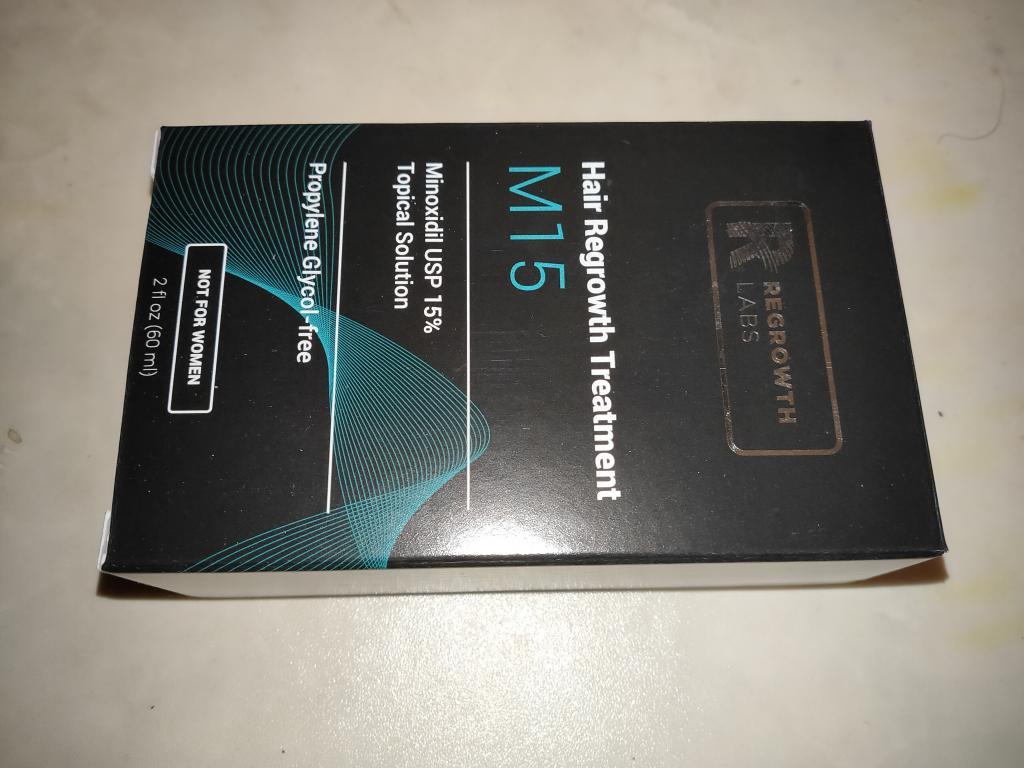 REGROWTH
LABS
Hair Regrowth Treatment
M15
Minoxidil USP 15%
Topical Solution
Propylene Glycol-free
NOT FOR WOMEN
2 fl oz (60 ml)